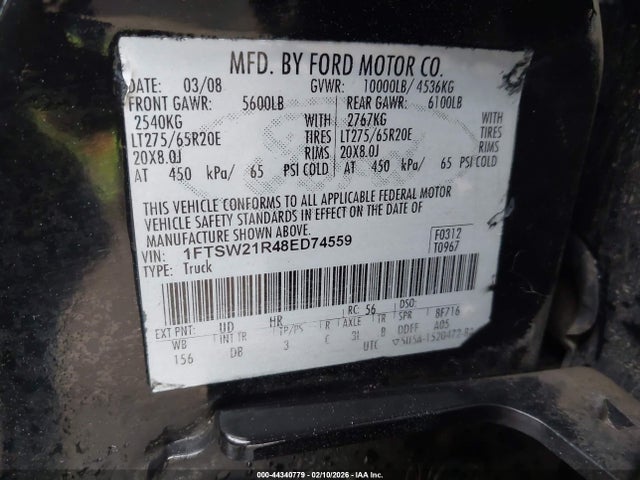 MFD. BY FORD MOTOR CO.
DATE: 03/08 GVWR: 10000LB/ 4536KG
FRONT GAWR: 5600LB REAR GAWR: 6100LB
2540KG WITH 2767KG WITH
LT275/65R20E TIRES LT275/65R20E TIRES
20X8.0J RIMS 20X8.0J RIMS
AT 450 kPa/ 65 PSI COLD AT 450 kPa/ 65 PSI COLD
THIS VEHICLE CONFORMS TO ALL APPLICABLE FEDERAL MOTOR
VEHICLE SAFETY STANDARDS IN EFFECT ON THE DATE OF
MANUFACTURE SHOWN ABOVE.
VIN: 1FTSW21R48ED74559 F0312
TYPE: Truck T0967
EXT PNT: UD HR RC: 56 DSO:
WB INT TR TP/PS R AXLE TR SPR 8F716
156 DB 3 3L B DDFF A05
UTC
000-44340779 - 02/10/2026 - IAA Inc.